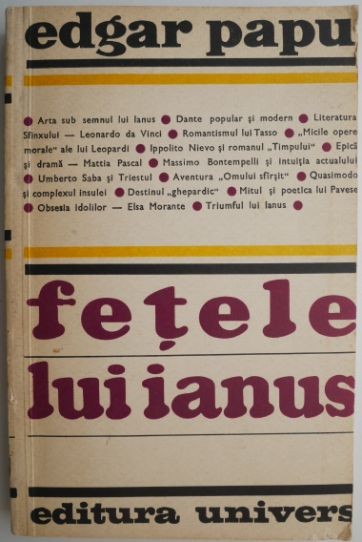 edgar papu
● Arta sub semnul lui Ianus ● Dante popular și modern ● Literatura
Sfinxului — Leonardo da Vinci ● Romantismul lui Tasso ● „Micile opere
morale" ale lui Leopardi ● Ippolito Nievo și romanul „Timpului" ● Epică
și dramă — Mattia Pascal ● Massimo Bontempelli și intuiția actualului
● Umberto Saba și Triestul ● Aventura „Omului sfîrșit" ● Quasimodo
și complexul insulei ● Destinul „ghepardic" ● Mitul și poetica lui Pavese
● Obsesia idolilor — Elsa Morante ● Triumful lui Ianus ●
fețele
lui ianus
editura univers